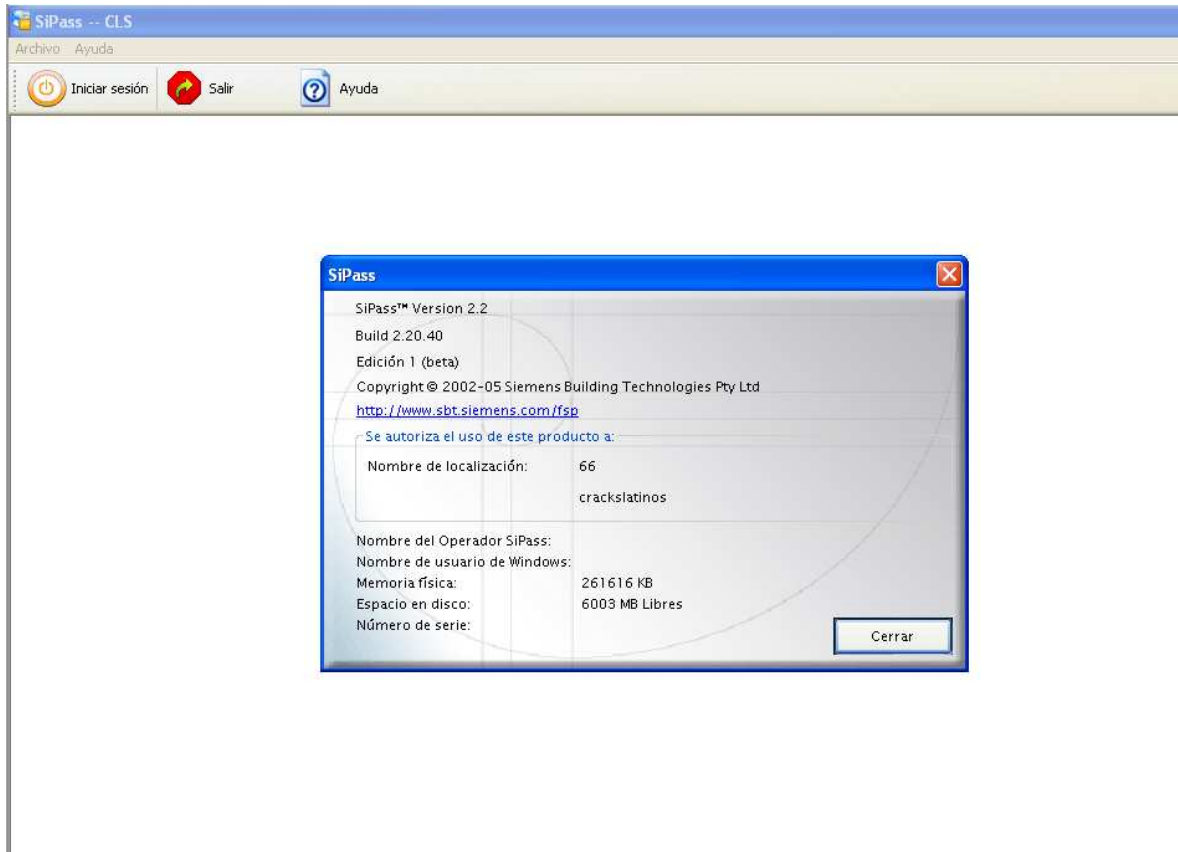 SiPass -- CLS
Archivo Ayuda
Iniciar sesión Salir Ayuda
SiPass
SiPass™ Version 2.2
Build 2.20.40
Edición 1 (beta)
Copyright © 2002-05 Siemens Building Technologies Pty Ltd
http://www.sbt.siemens.com/fsp
Se autoriza el uso de este producto a:
Nombre de localización: 66
crackslatinos
Nombre del Operador SiPass:
Nombre de usuario de Windows:
Memoria física: 261616 KB
Espacio en disco: 6003 MB Libres
Número de serie:
Cerrar